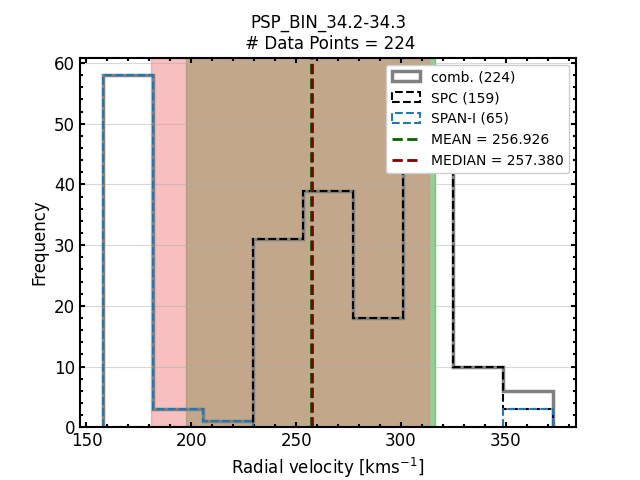 PSP_BIN_34.2-34.3
# Data Points = 224
60
50
40
30
20
10
0
Frequency
comb. (224)
SPC (159)
SPAN-I (65)
MEAN = 256.926
MEDIAN = 257.380
150 200 250 300 350
Radial velocity [kms⁻¹]